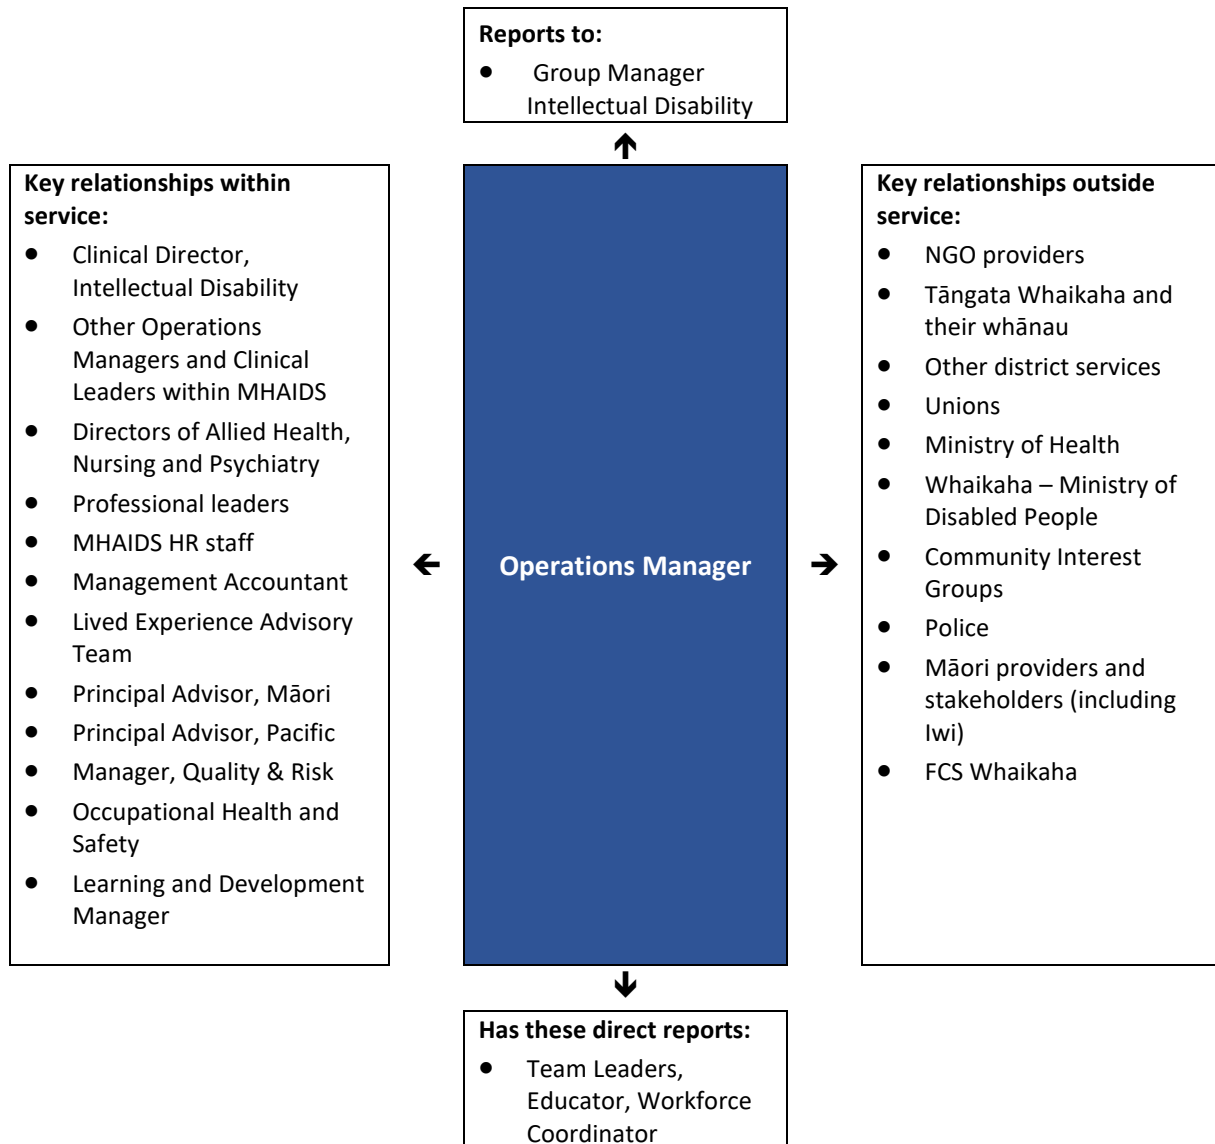 Reports to:
● Group Manager
Intellectual Disability
↑
Key relationships within
service:
● Clinical Director,
Intellectual Disability
● Other Operations
Managers and Clinical
Leaders within MHAIDS
● Directors of Allied Health,
Nursing and Psychiatry
● Professional leaders
● MHAIDS HR staff
● Management Accountant
● Lived Experience Advisory
Team
● Principal Advisor, Māori
● Principal Advisor, Pacific
● Manager, Quality & Risk
● Occupational Health and
Safety
● Learning and Development
Manager
← Operations Manager →
Key relationships outside
service:
● NGO providers
● Tāngata Whaikaha and
their whānau
● Other district services
● Unions
● Ministry of Health
● Whaikaha – Ministry of
Disabled People
● Community Interest
Groups
● Police
● Māori providers and
stakeholders (including
Iwi)
● FCS Whaikaha
↓
Has these direct reports:
● Team Leaders,
Educator, Workforce
Coordinator